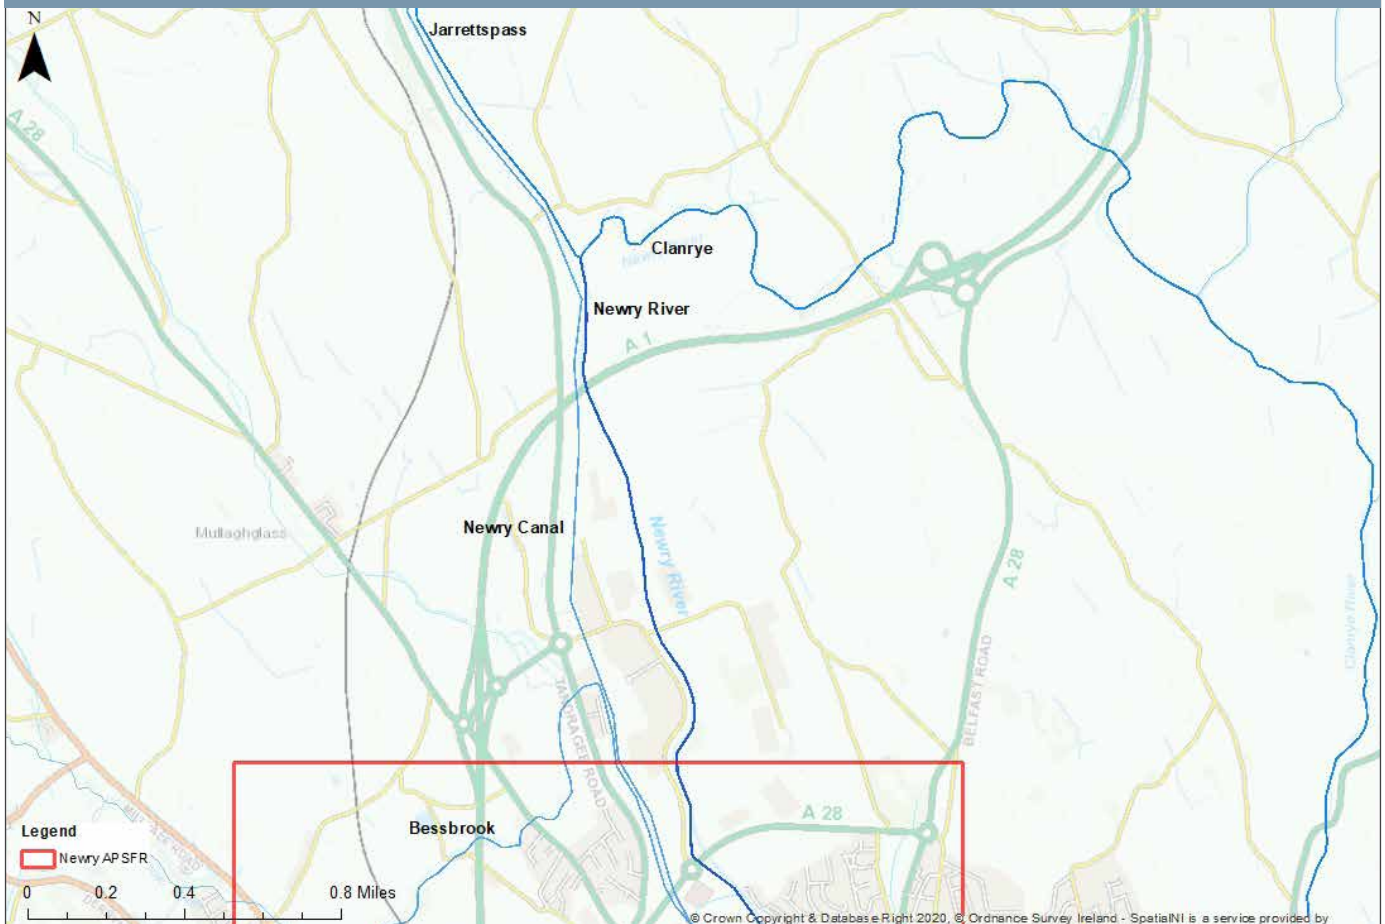 N
Jarrettspass
A 28
Clanrye
Newry River
A 1
Newry Canal
Newry River
Mullaghglass
A 28
Clanrye River
BELFAST ROAD
TANDRAGEE ROAD
A 28
Bessbrook
Legend
Newry APSFR
ROAD
0 0.2 0.4 0.8 Miles
© Crown Copyright & Database Right 2020, © Ordnance Survey Ireland - SpatialNI is a service provided by